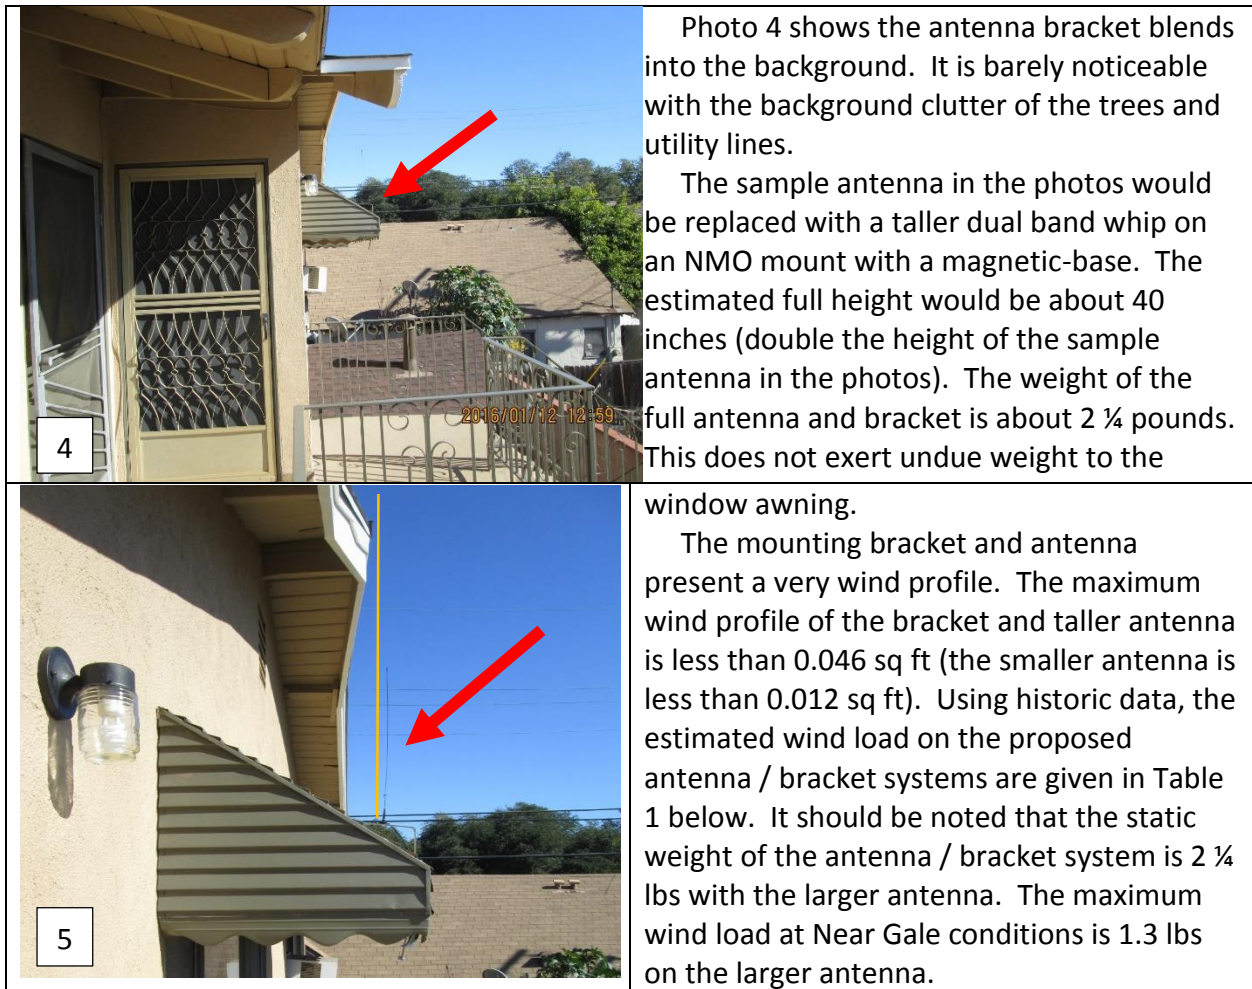 Photo 4 shows the antenna bracket blends
into the background.  It is barely noticeable
with the background clutter of the trees and
utility lines.
The sample antenna in the photos would
be replaced with a taller dual band whip on
an NMO mount with a magnetic-base.  The
estimated full height would be about 40
inches (double the height of the sample
antenna in the photos).  The weight of the
full antenna and bracket is about 2 ¼ pounds.
This does not exert undue weight to the
2016/01/12 12:59
4
window awning.
The mounting bracket and antenna
present a very wind profile.  The maximum
wind profile of the bracket and taller antenna
is less than 0.046 sq ft (the smaller antenna is
less than 0.012 sq ft).  Using historic data, the
estimated wind load on the proposed
antenna / bracket systems are given in Table
1 below.  It should be noted that the static
weight of the antenna / bracket system is 2 ¼
lbs with the larger antenna.  The maximum
wind load at Near Gale conditions is 1.3 lbs
on the larger antenna.
5